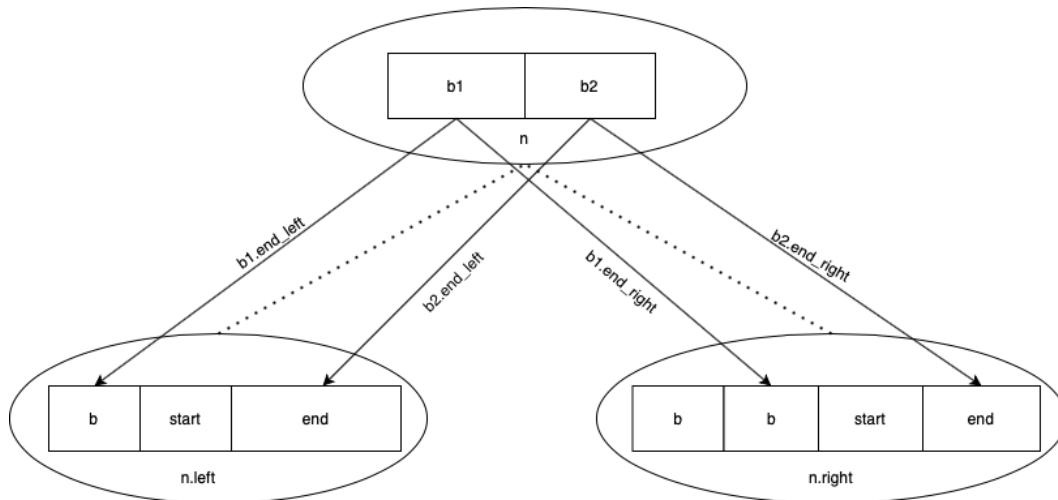 b1 b2
n
b1.end_left
b2.end_left
b1.end_right
b2.end_right
b start end
n.left
b b start end
n.right